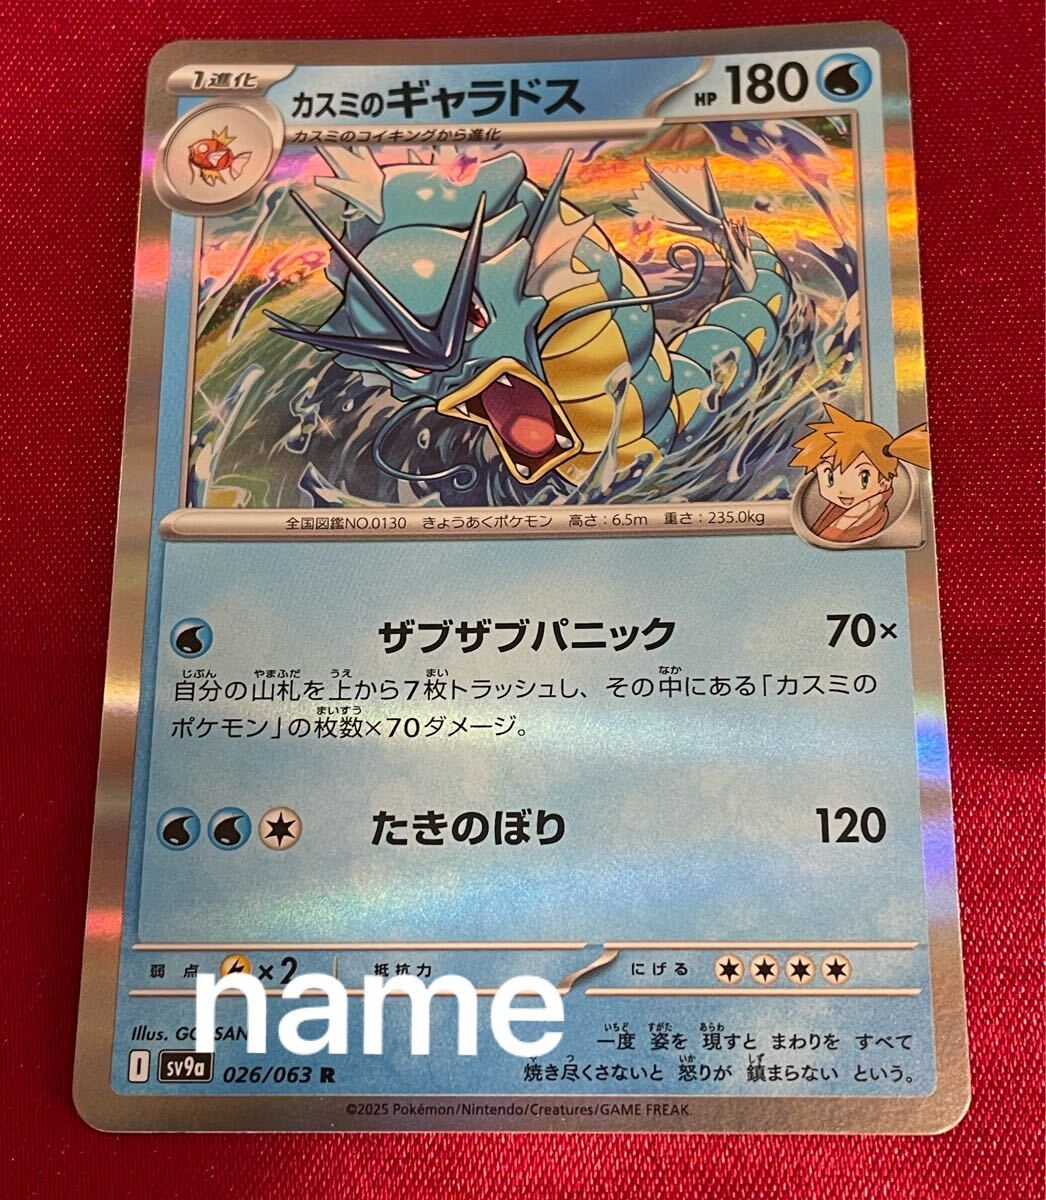 1進化
カスミのギャラドス
HP 180
カスミのコイキングから進化
全国図鑑NO.0130 きょうあくポケモン 高さ：6.5m 重さ：235.0kg
ザブザブパニック 70×
自分の山札を上から7枚トラッシュし、その中にある「カスミの
ポケモン」の枚数×70ダメージ。
たきのぼり 120
弱点 ×2 抵抗力 にげる
name
Illus.
一度 姿を 現すと まわりを すべて
焼き尽くさないと 怒りが 鎮まらない という。
I sv9a 026/063 R
©2025 Pokémon/Nintendo/Creatures/GAME FREAK.